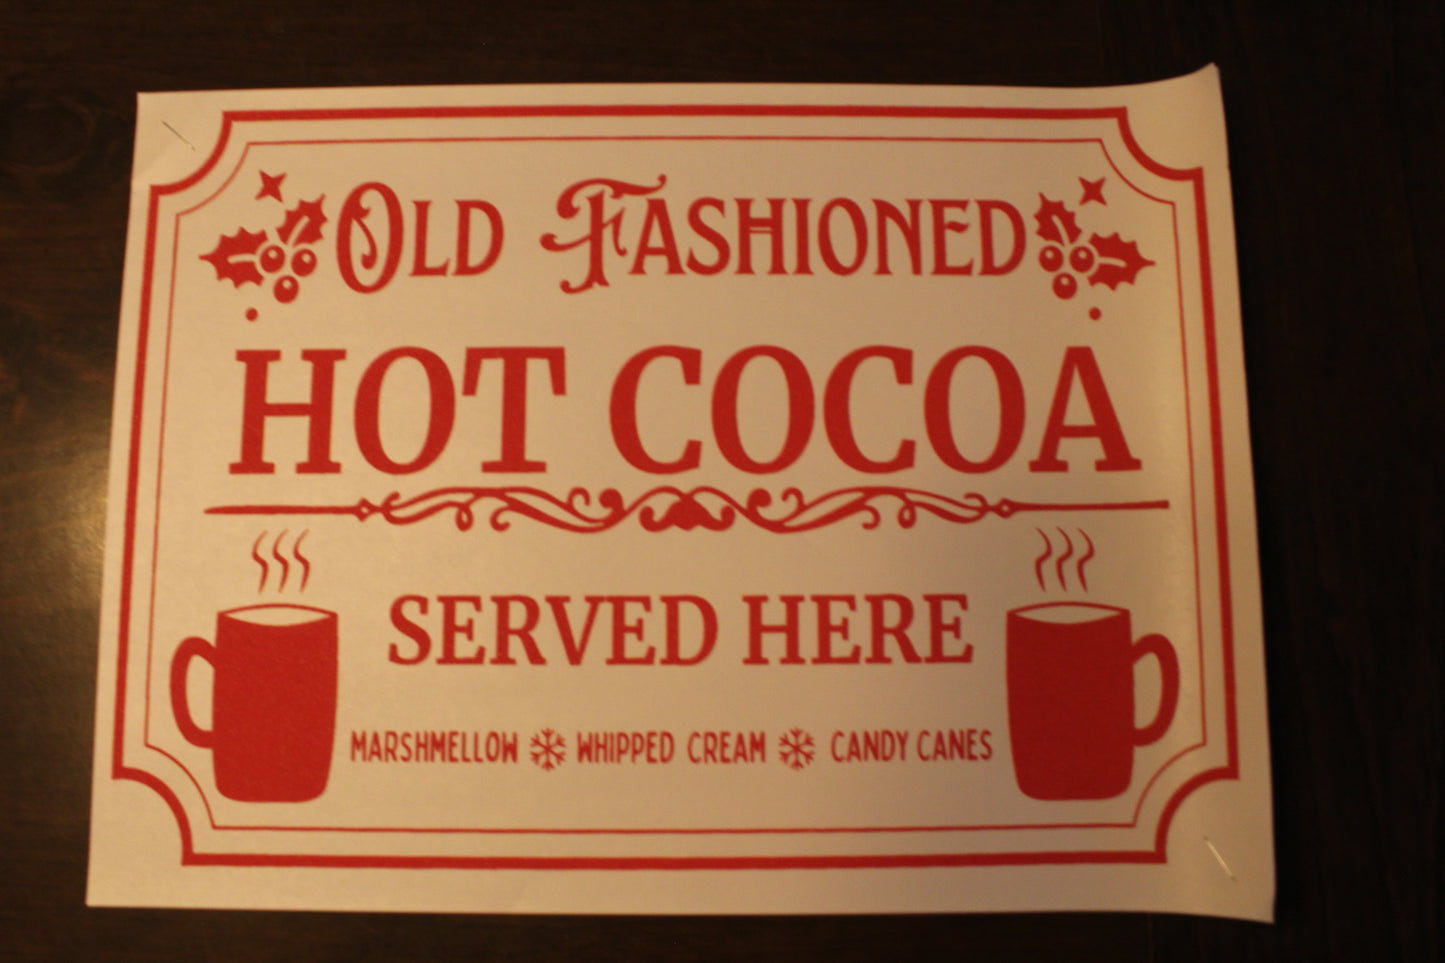 OLD FASHIONED
HOT COCOA
SERVED HERE
MARSHMELLOW WHIPPED CREAM CANDY CANES